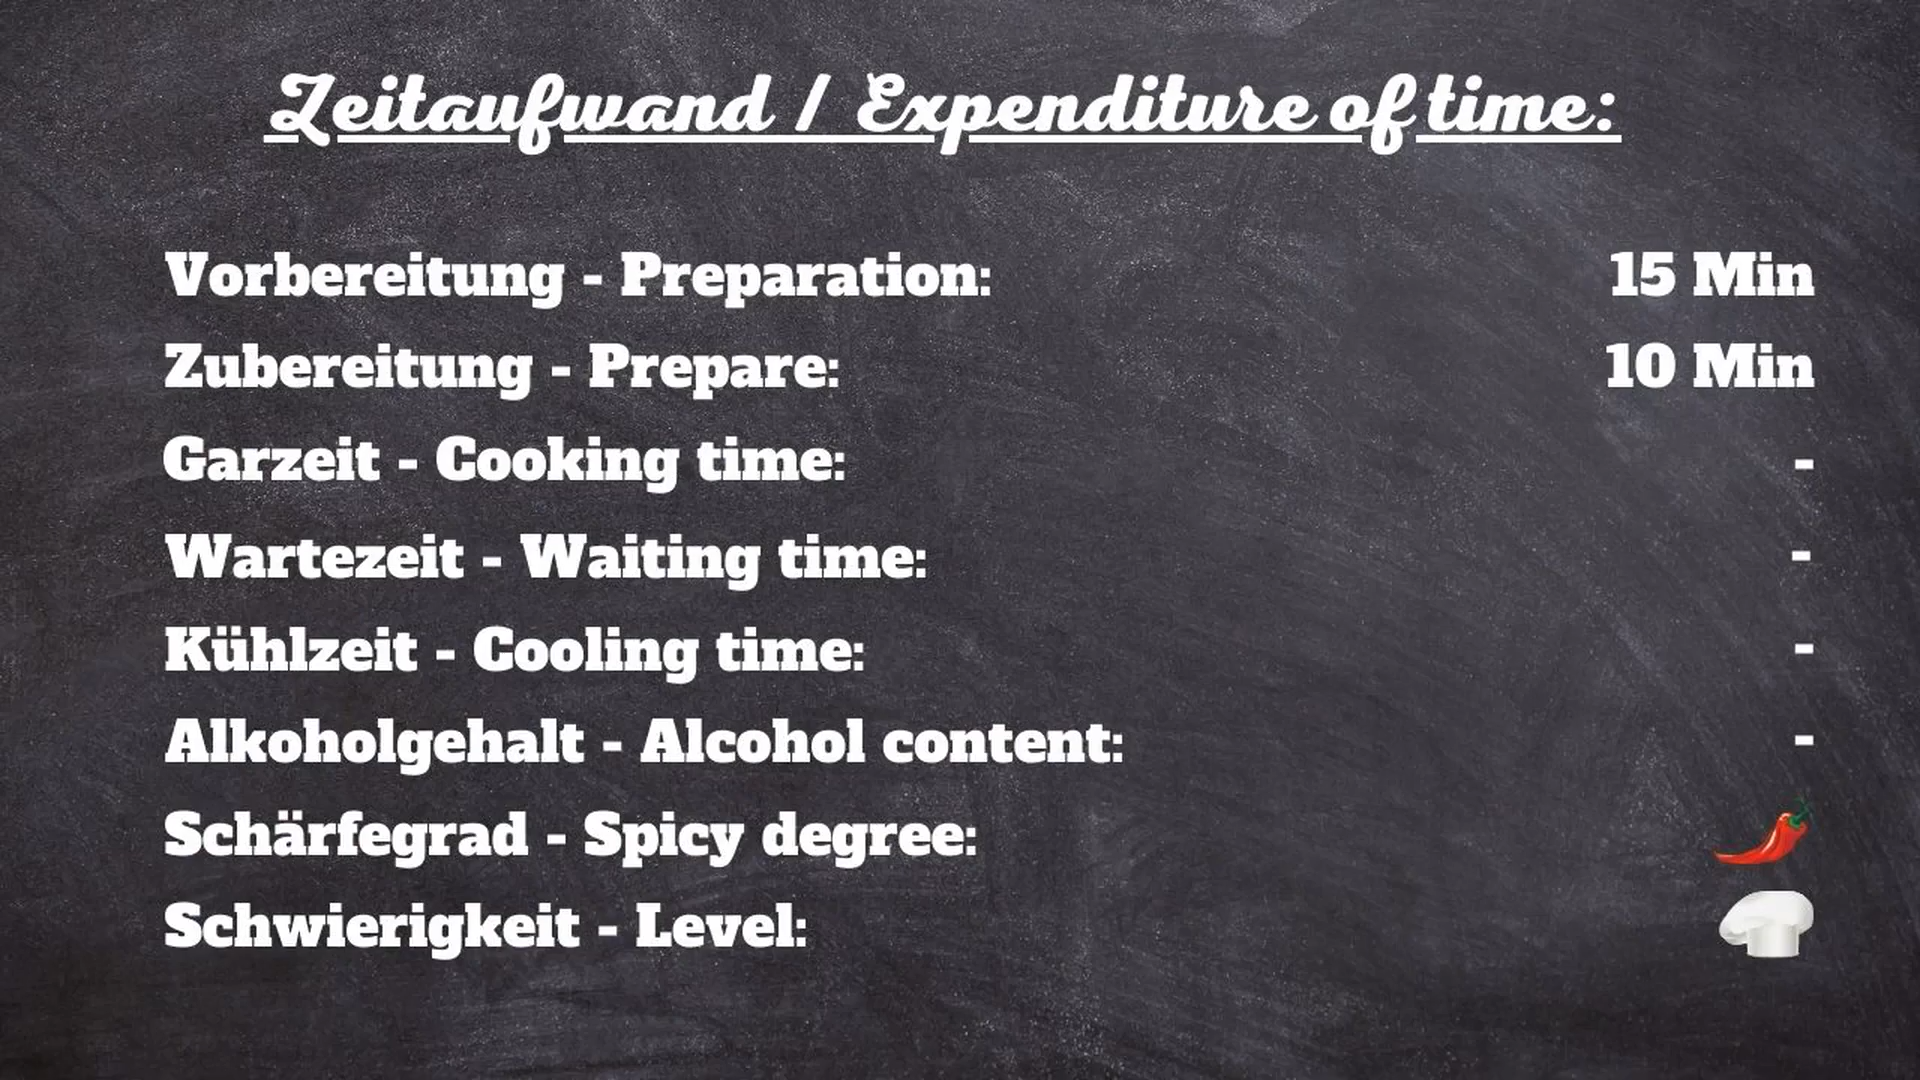 Zeitaufwand / Expenditure of time:
Vorbereitung - Preparation: 15 Min
Zubereitung - Prepare: 10 Min
Garzeit - Cooking time: -
Wartezeit - Waiting time: -
Kühlzeit - Cooling time: -
Alkoholgehalt - Alcohol content: -
Schärfegrad - Spicy degree:
Schwierigkeit - Level: